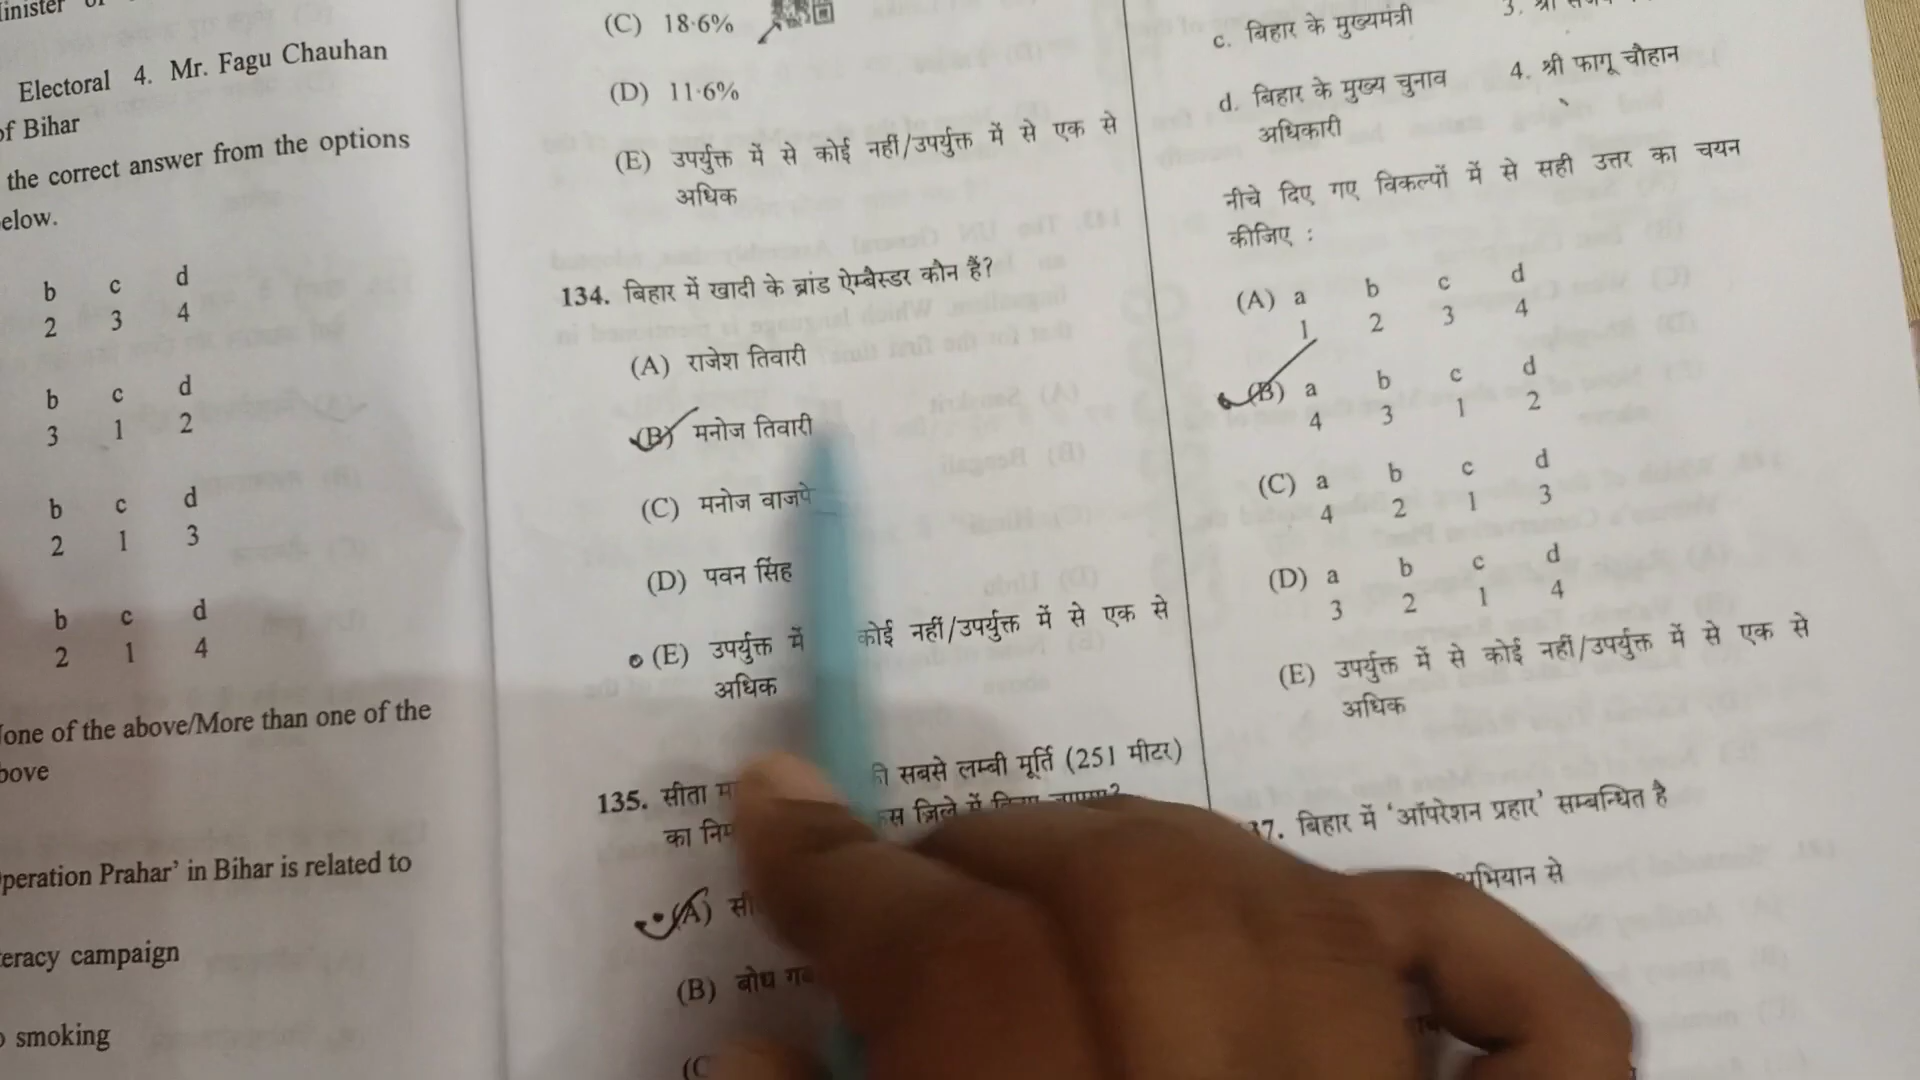 Electoral 4. Mr. Fagu Chauhan
of Bihar
the correct answer from the options
elow.
b c d
2 3 4
b c d
3 1 2
b c d
2 1 3
b c d
2 1 4
None of the above/More than one of the
bove
peration Prahar' in Bihar is related to
teracy campaign
smoking
(C) 18·6%
(D) 11·6%
(E) उपर्युक्त में से कोई नहीं/उपर्युक्त में से एक से
अधिक
134. बिहार में खादी के ब्रांड ऐम्बैस्डर कौन हैं?
(A) राजेश तिवारी
(B) मनोज तिवारी
(C) मनोज वाजपे
(D) पवन सिंह
(E) उपर्युक्त में कोई नहीं/उपर्युक्त में से एक से
अधिक
135. सीता सबसे लम्बी मूर्ति (251 मीटर)
का ज़िले में
(A)
(B) बोध
(C
c. बिहार के मुख्यमंत्री 3. श्री
d. बिहार के मुख्य चुनाव 4. श्री फागू चौहान
अधिकारी
नीचे दिए गए विकल्पों में से सही उत्तर का चयन
कीजिए :
(A) a b c d
1 2 3 4
(B) a b c d
4 3 1 2
(C) a b c d
4 2 1 3
(D) a b c d
3 2 1 4
(E) उपर्युक्त में से कोई नहीं/उपर्युक्त में से एक से
अधिक
37. बिहार में ‘ऑपरेशन प्रहार’ सम्बन्धित है
अभियान से